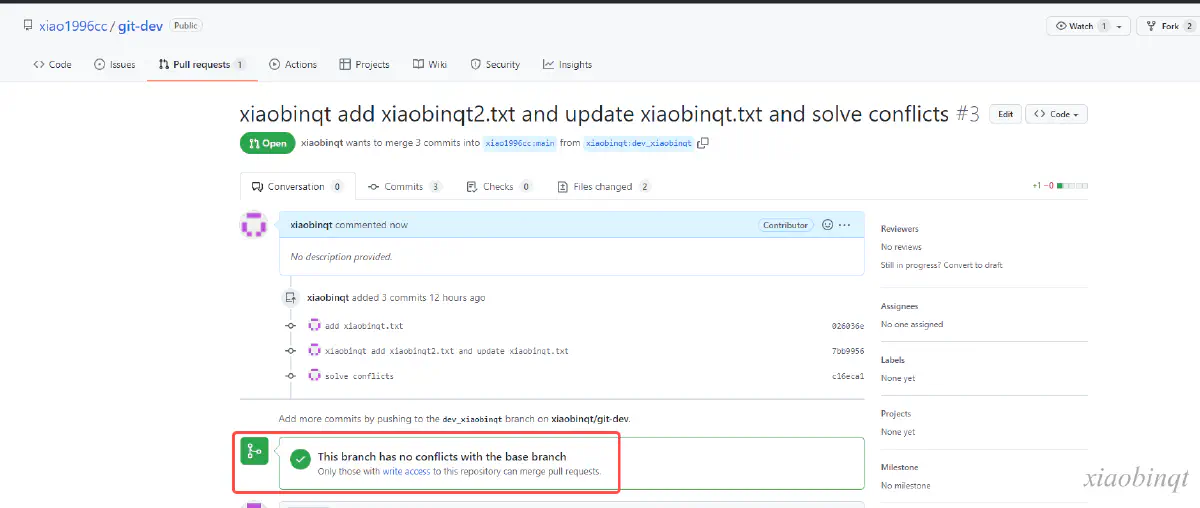 xiao1996cc / git-dev Public
Watch 1 Fork 2
Code Issues Pull requests 1 Actions Projects Wiki Security Insights
xiaobinqt add xiaobinqt2.txt and update xiaobinqt.txt and solve conflicts #3
Edit <> Code
Open xiaobinqt wants to merge 3 commits into xiao1996cc:main from xiaobinqt:dev_xiaobinqt
Conversation 0 Commits 3 Checks 0 Files changed 2
+1 −0
xiaobinqt commented now
Contributor
No description provided.
xiaobinqt added 3 commits 12 hours ago
add xiaobinqt.txt 026036e
xiaobinqt add xiaobinqt2.txt and update xiaobinqt.txt 7bb9956
solve conflicts c16eca1
Add more commits by pushing to the dev_xiaobinqt branch on xiaobinqt/git-dev.
This branch has no conflicts with the base branch
Only those with write access to this repository can merge pull requests.
Reviewers
No reviews
Still in progress? Convert to draft
Assignees
No one assigned
Labels
None yet
Projects
None yet
Milestone
No milestone
xiaobinqt